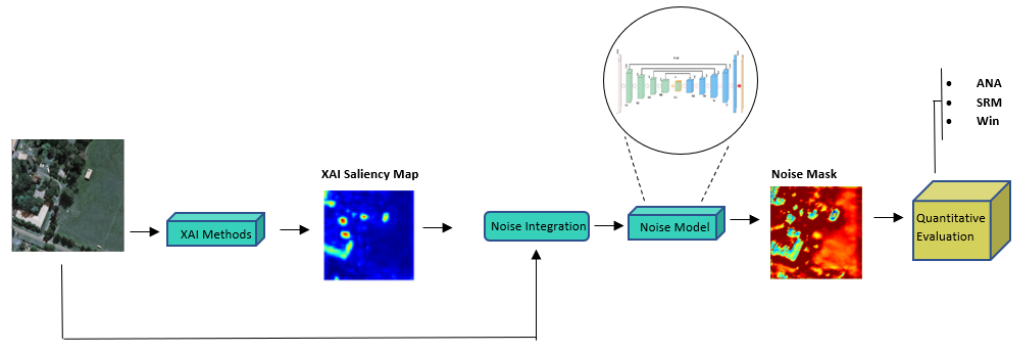 ANA
SRM
Win
XAI Saliency Map
Noise Mask
XAI Methods
Noise Integration
Noise Model
Quantitative
Evaluation